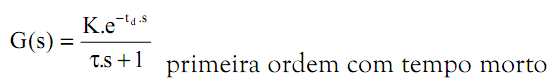 G(s) = K.e^{-t_d.s} / τ.s + 1 primeira ordem com tempo morto